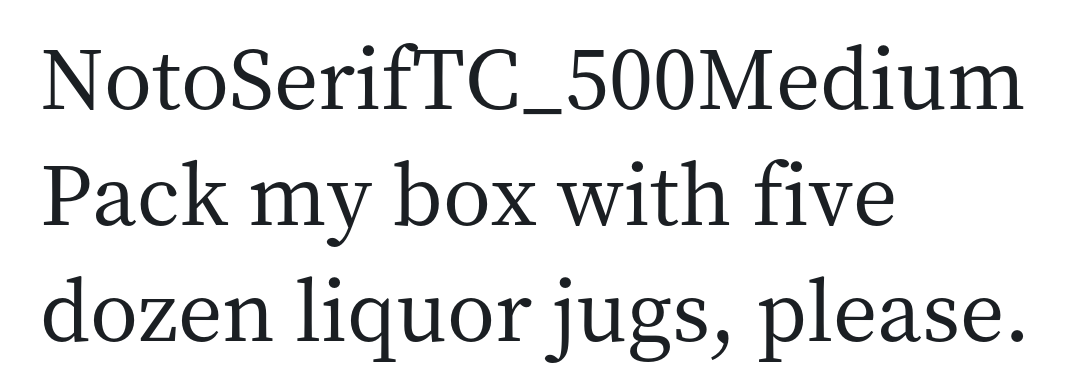 NotoSerifTC_500Medium
Pack my box with five
dozen liquor jugs, please.